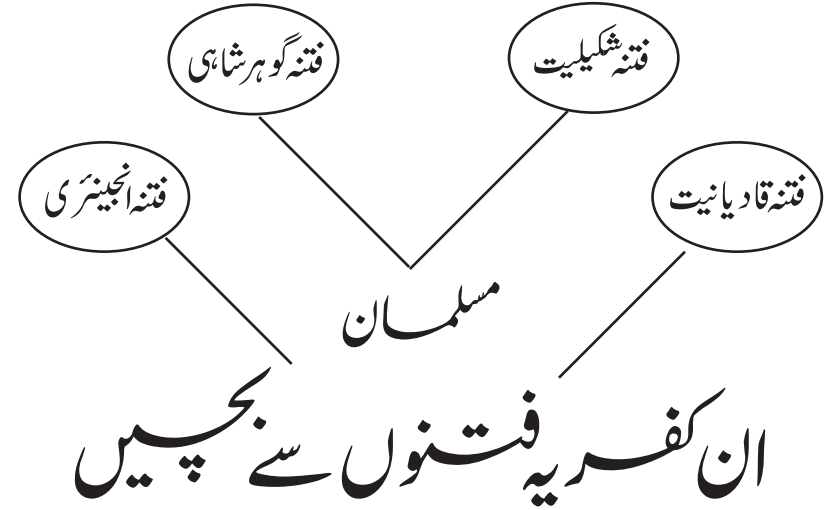 فتنہ شکیلیت
فتنہ گوہر شاہی
فتنہ قادیانیت
فتنہ انجینئری
مسلمان
ان کفریہ فتنوں سے بچیں